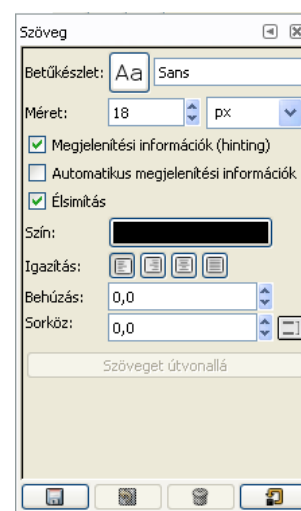 Szöveg
Betűkészlet: Aa Sans
Méret: 18 px
Megjelenítési információk (hinting)
Automatikus megjelenítési információk
Élsimítás
Szín:
Igazítás:
Behúzás: 0,0
Sorköz: 0,0
Szöveget útvonallá